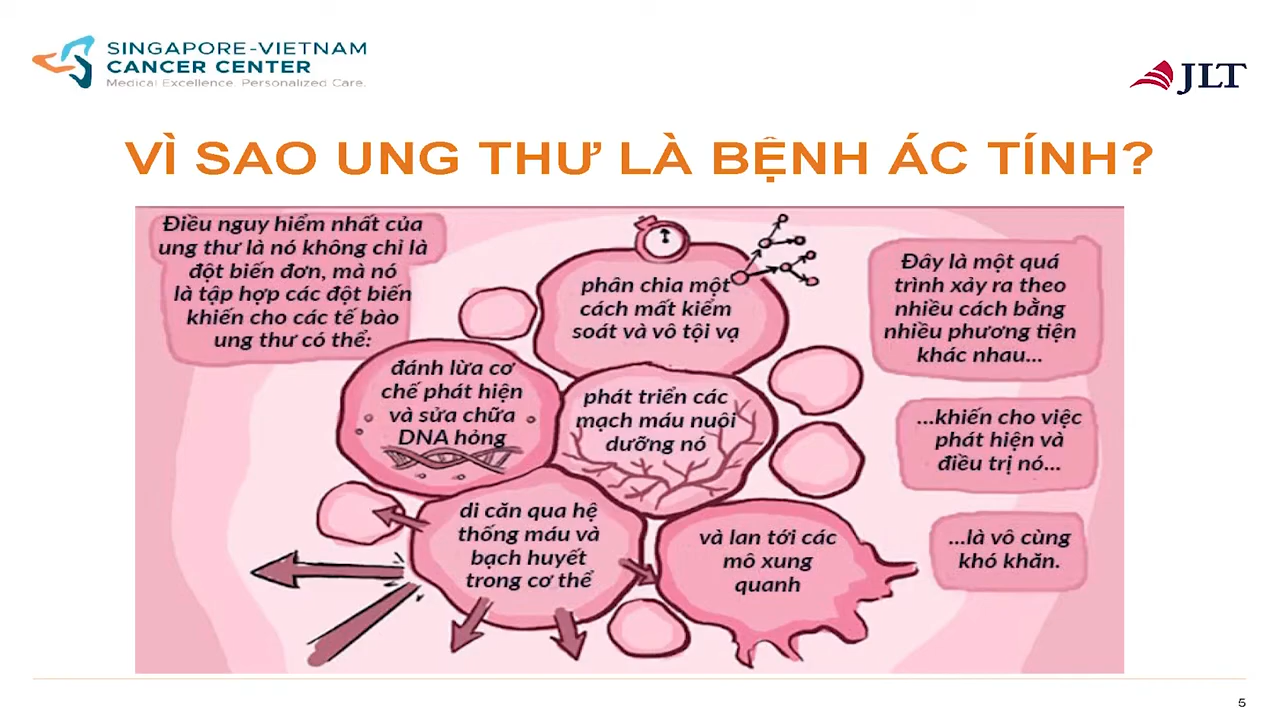 SINGAPORE-VIETNAM
CANCER CENTER
Medical Excellence. Personalized Care.
JLT
VÌ SAO UNG THƯ LÀ BỆNH ÁC TÍNH?
Điều nguy hiểm nhất của
ung thư là nó không chỉ là
đột biến đơn, mà nó
là tập hợp các đột biến
khiến cho các tế bào
ung thư có thể:
phân chia một
cách mất kiểm
soát và vô tội vạ
đánh lừa cơ
chế phát hiện
và sửa chữa
DNA hỏng
phát triển các
mạch máu nuôi
dưỡng nó
di căn qua hệ
thống máu và
bạch huyết
trong cơ thể
và lan tới các
mô xung
quanh
Đây là một quá
trình xảy ra theo
nhiều cách bằng
nhiều phương tiện
khác nhau...
...khiến cho việc
phát hiện và
điều trị nó...
...là vô cùng
khó khăn.
5